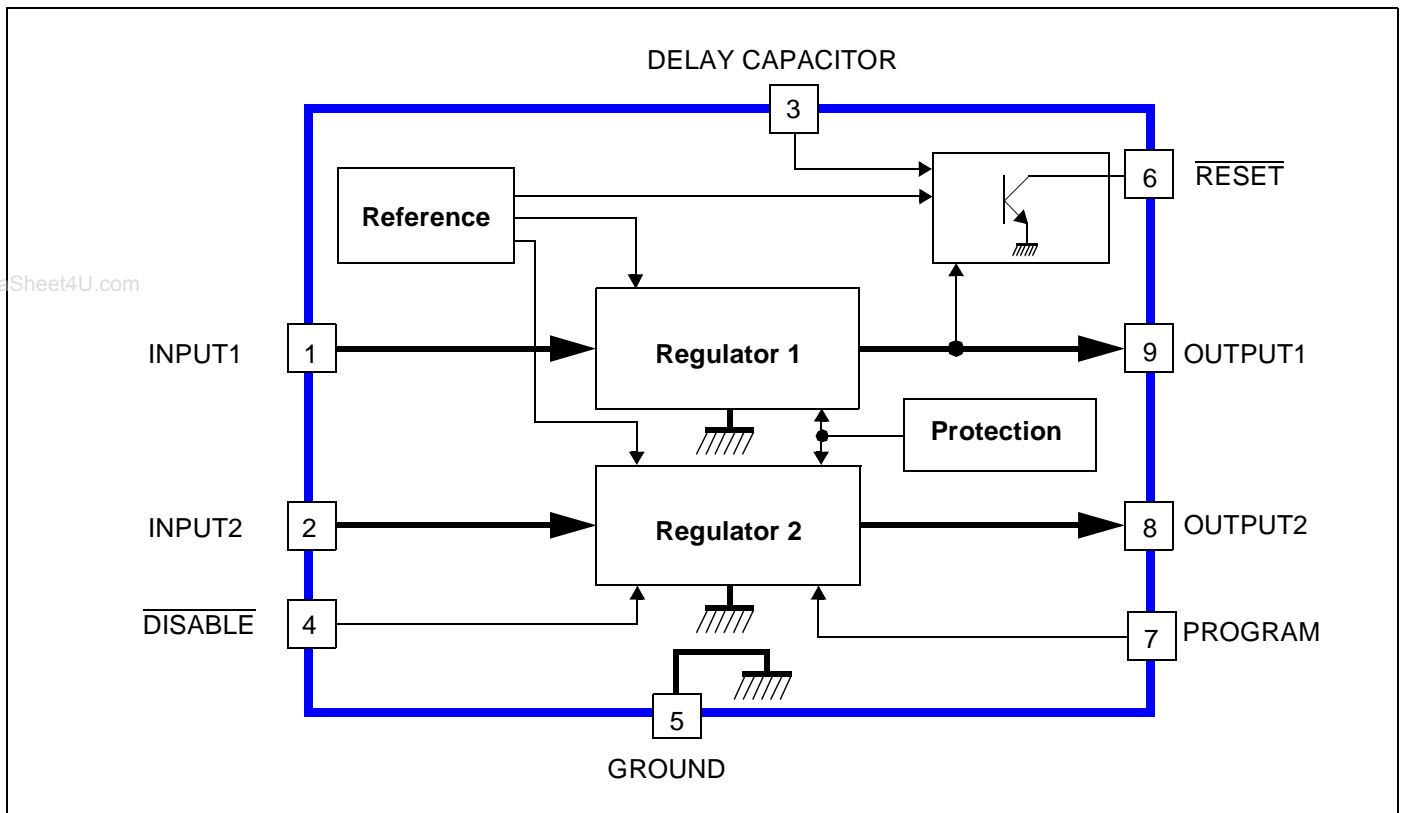 DELAY CAPACITOR
3
6
RESET
Reference
aSheet4U.com
INPUT1
1
Regulator 1
9
OUTPUT1
Protection
INPUT2
2
Regulator 2
8
OUTPUT2
DISABLE
4
7
PROGRAM
5
GROUND